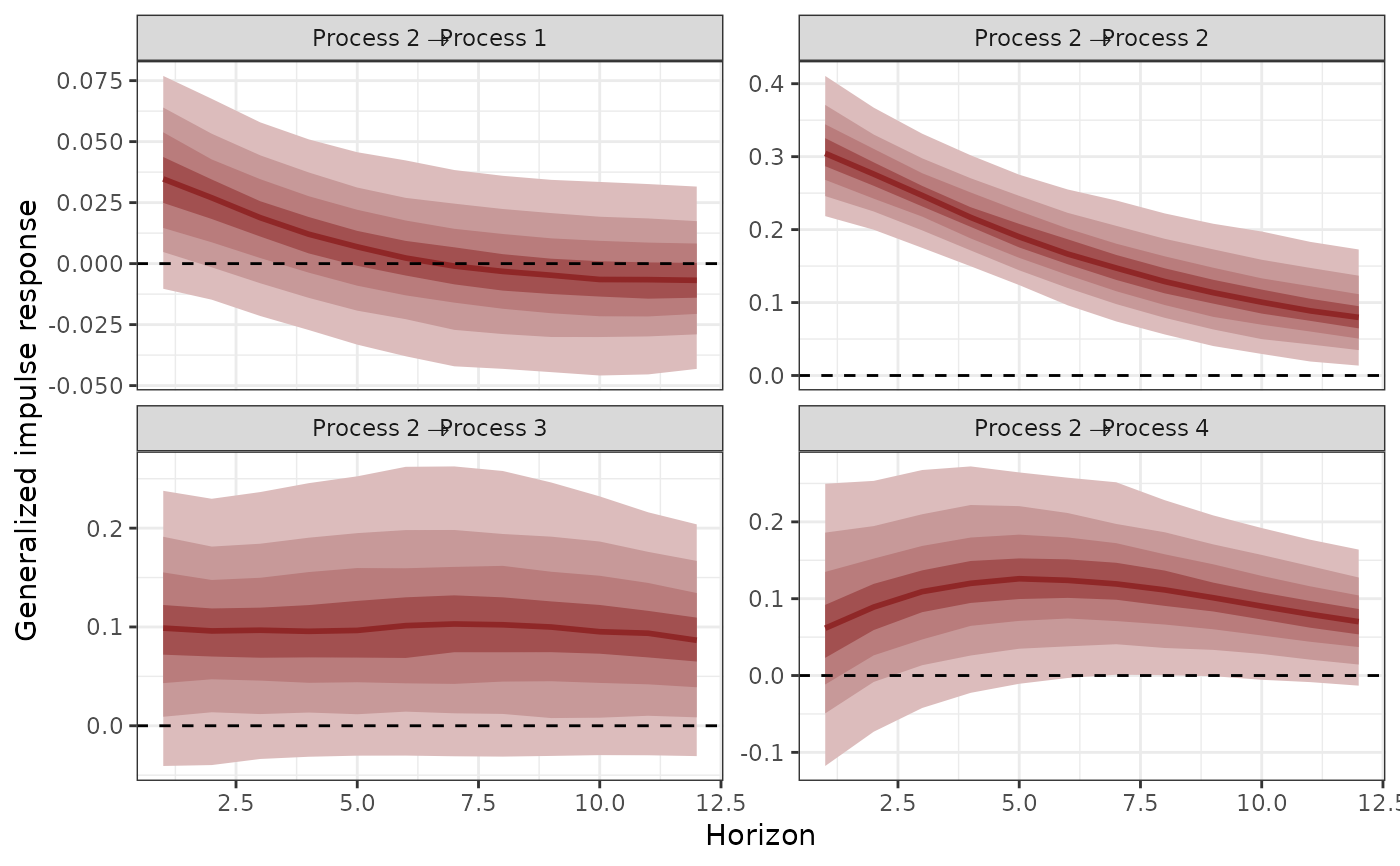 Process 2 → Process 1
Process 2 → Process 2
0.075
0.050
0.025
0.000
-0.025
-0.050
0.4
0.3
0.2
0.1
0.0
Generalized impulse response
Process 2 → Process 3
Process 2 → Process 4
0.2
0.1
0.0
0.2
0.1
0.0
-0.1
2.5 5.0 7.5 10.0 12.5
2.5 5.0 7.5 10.0 12.5
Horizon